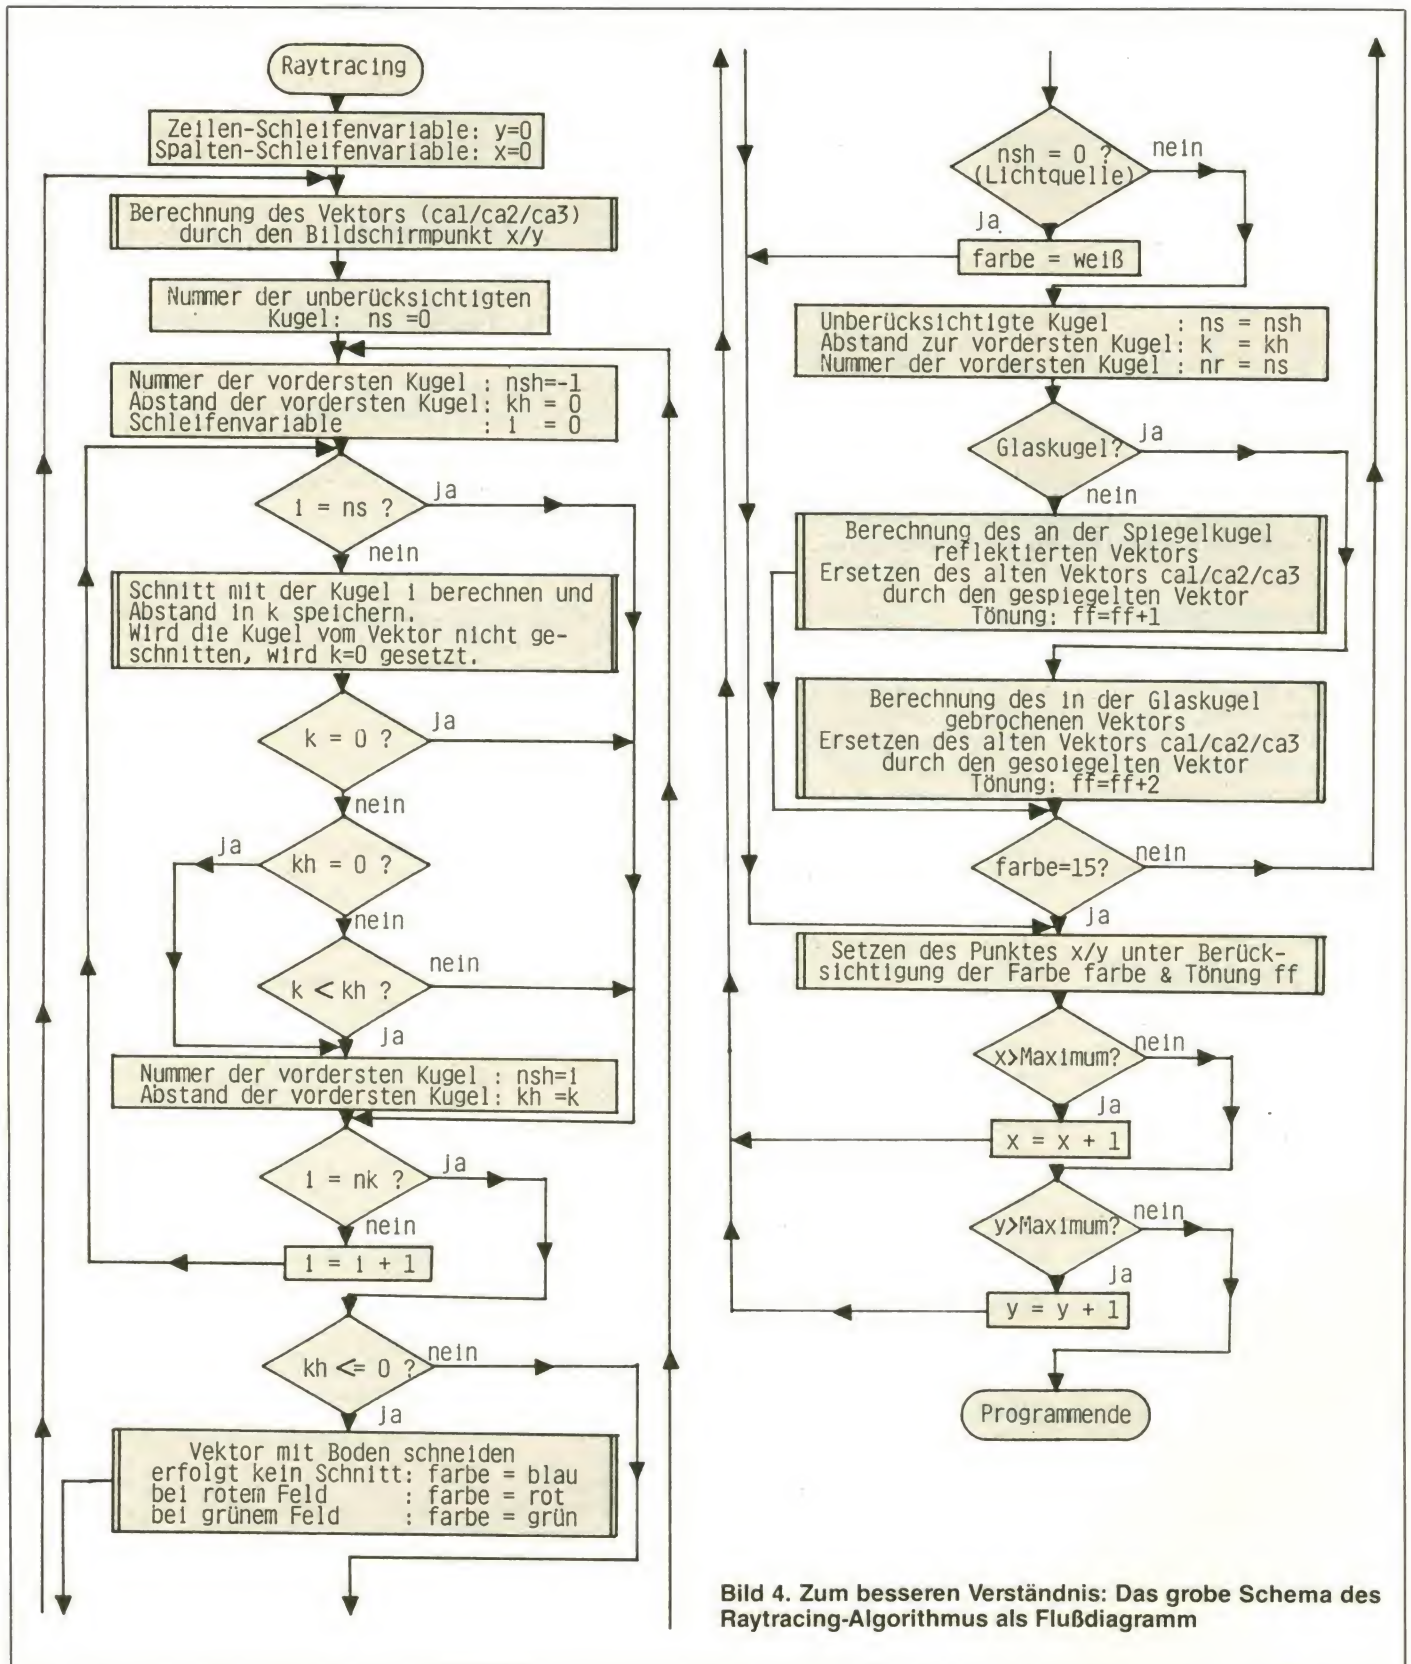 Raytracing
Zeilen-Schleifenvariable: y=0
Spalten-Schleifenvariable: x=0
Berechnung des Vektors (ca1/ca2/ca3)
durch den Bildschirmpunkt x/y
Nummer der unberücksichtigten
Kugel: ns =0
Nummer der vordersten Kugel : nsh=-1
Abstand der vordersten Kugel: kh = 0
Schleifenvariable : i = 0
i = ns ?
ja
nein
Schnitt mit der Kugel i berechnen und
Abstand in k speichern.
Wird die Kugel vom Vektor nicht ge-
schnitten, wird k=0 gesetzt.
k = 0 ?
ja
nein
kh = 0 ?
ja
nein
k < kh ?
nein
ja
Nummer der vordersten Kugel : nsh=i
Abstand der vordersten Kugel: kh =k
i = nk ?
ja
nein
i = i + 1
kh <= 0 ?
nein
ja
Vektor mit Boden schneiden
erfolgt kein Schnitt: farbe = blau
bei rotem Feld : farbe = rot
bei grünem Feld : farbe = grün
nsh = 0 ?
(Lichtquelle)
nein
ja
farbe = weiß
Unberücksichtigte Kugel : ns = nsh
Abstand zur vordersten Kugel: k = kh
Nummer der vordersten Kugel : nr = ns
Glaskugel?
ja
nein
Berechnung des an der Spiegelkugel
reflektierten Vektors
Ersetzen des alten Vektors ca1/ca2/ca3
durch den gespiegelten Vektor
Tönung: ff=ff+1
Berechnung des in der Glaskugel
gebrochenen Vektors
Ersetzen des alten Vektors ca1/ca2/ca3
durch den gespiegelten Vektor
Tönung: ff=ff+2
farbe=15?
nein
ja
Setzen des Punktes x/y unter Berück-
sichtigung der Farbe farbe & Tönung ff
x>Maximum?
nein
ja
x = x + 1
y>Maximum?
nein
ja
y = y + 1
Programmende
Bild 4. Zum besseren Verständnis: Das grobe Schema des
Raytracing-Algorithmus als Flußdiagramm